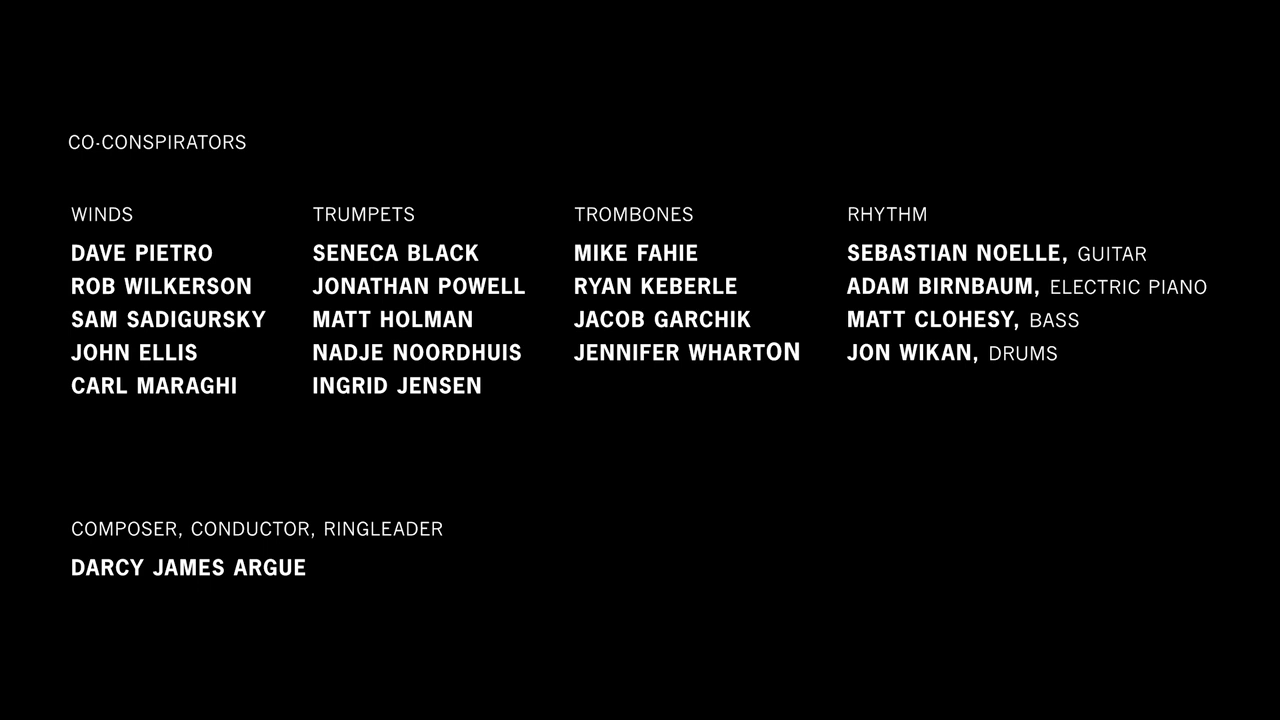 CO-CONSPIRATORS
WINDS
DAVE PIETRO
ROB WILKERSON
SAM SADIGURSKY
JOHN ELLIS
CARL MARAGHI
TRUMPETS
SENECA BLACK
JONATHAN POWELL
MATT HOLMAN
NADJE NOORDHUIS
INGRID JENSEN
TROMBONES
MIKE FAHIE
RYAN KEBERLE
JACOB GARCHIK
JENNIFER WHARTON
RHYTHM
SEBASTIAN NOELLE, GUITAR
ADAM BIRNBAUM, ELECTRIC PIANO
MATT CLOHESY, BASS
JON WIKAN, DRUMS
COMPOSER, CONDUCTOR, RINGLEADER
DARCY JAMES ARGUE